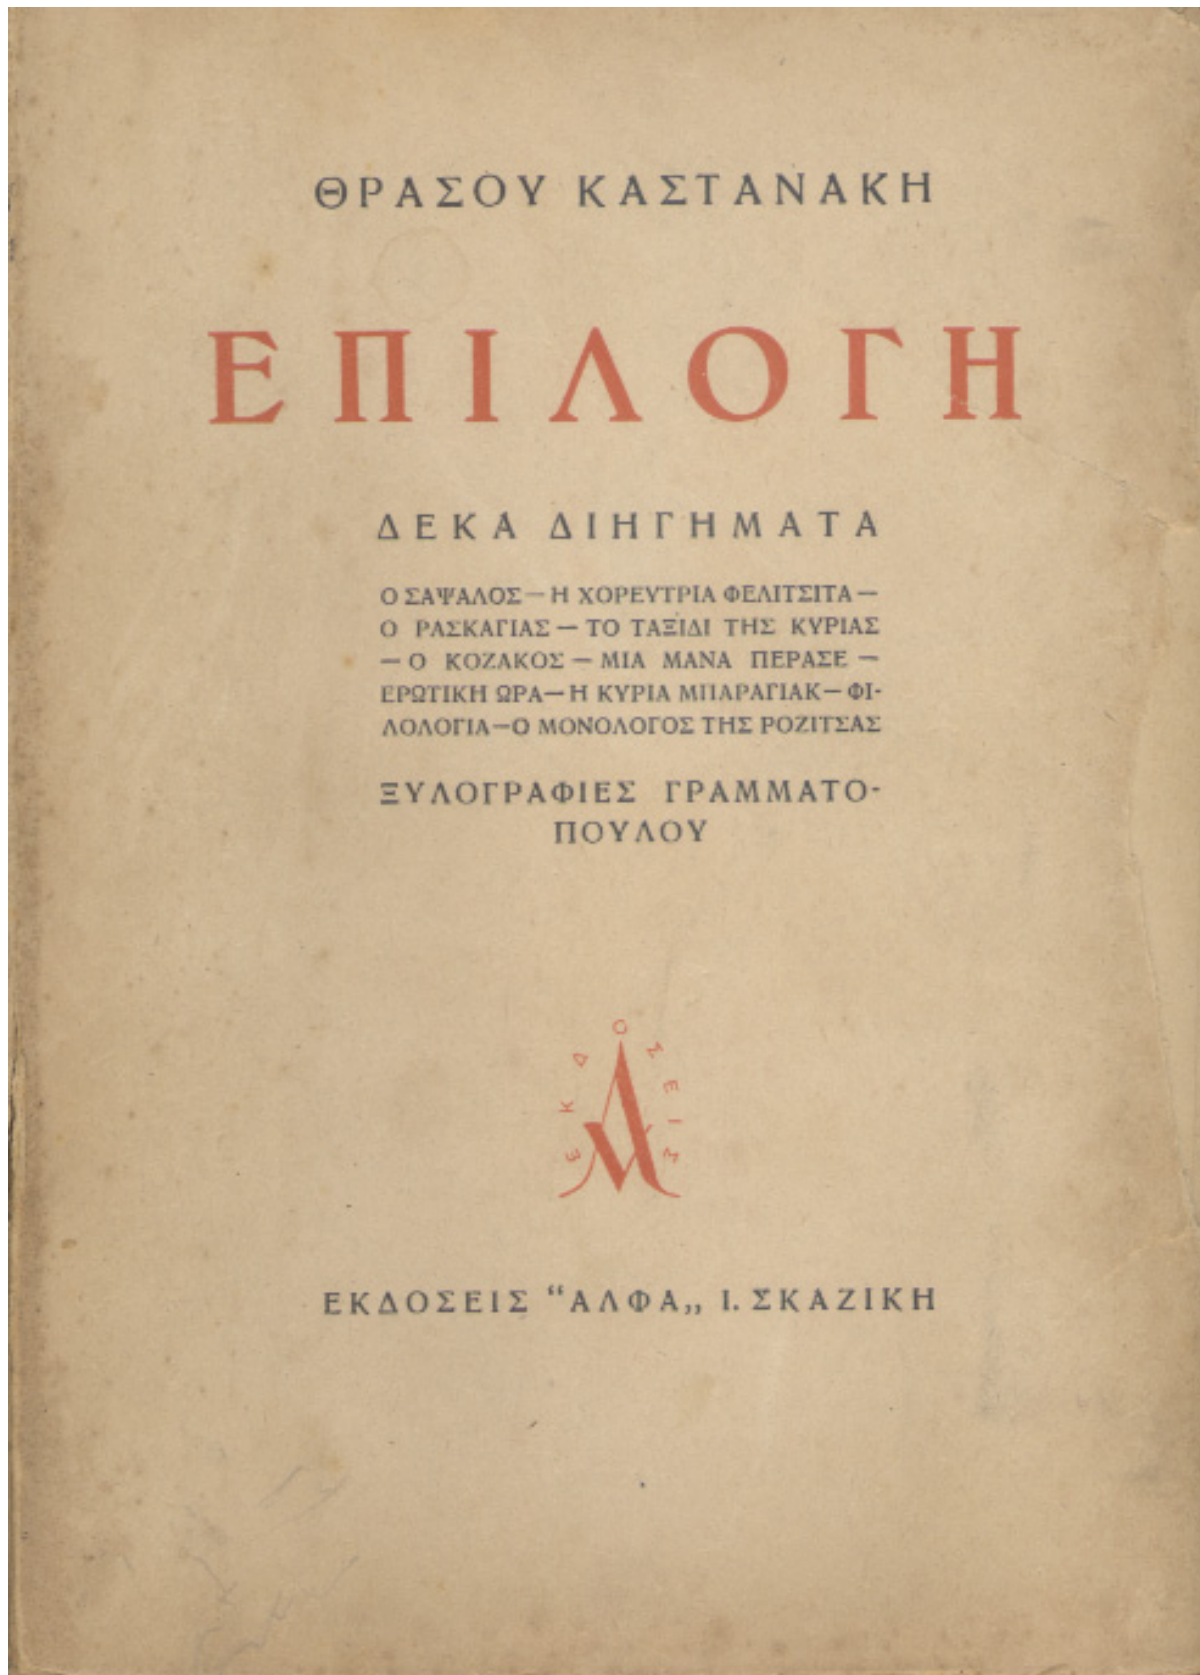 ΘΡΑΣΟΥ ΚΑΣΤΑΝΑΚΗ
ΕΠΙΛΟΓΗ
ΔΕΚΑ ΔΙΗΓΗΜΑΤΑ
Ο ΣΑΨΑΛΟΣ — Η ΧΟΡΕΥΤΡΙΑ ΦΕΛΙΤΣΙΤΑ —
Ο ΡΑΣΚΑΓΙΑΣ — ΤΟ ΤΑΞΙΔΙ ΤΗΣ ΚΥΡΙΑΣ
— Ο ΚΟΖΑΚΟΣ — ΜΙΑ ΜΑΝΑ ΠΕΡΑΣΕ —
ΕΡΩΤΙΚΗ ΩΡΑ — Η ΚΥΡΙΑ ΜΠΑΡΑΓΙΑΚ — ΦΙ-
ΛΟΛΟΓΙΑ — Ο ΜΟΝΟΛΟΓΟΣ ΤΗΣ ΡΟΖΙΤΣΑΣ
ΞΥΛΟΓΡΑΦΙΕΣ ΓΡΑΜΜΑΤΟ-
ΠΟΥΛΟΥ
ΕΚΔΟΣΕΙΣ
Α
ΕΚΔΟΣΕΙΣ “ΑΛΦΑ„ Ι. ΣΚΑΖΙΚΗ